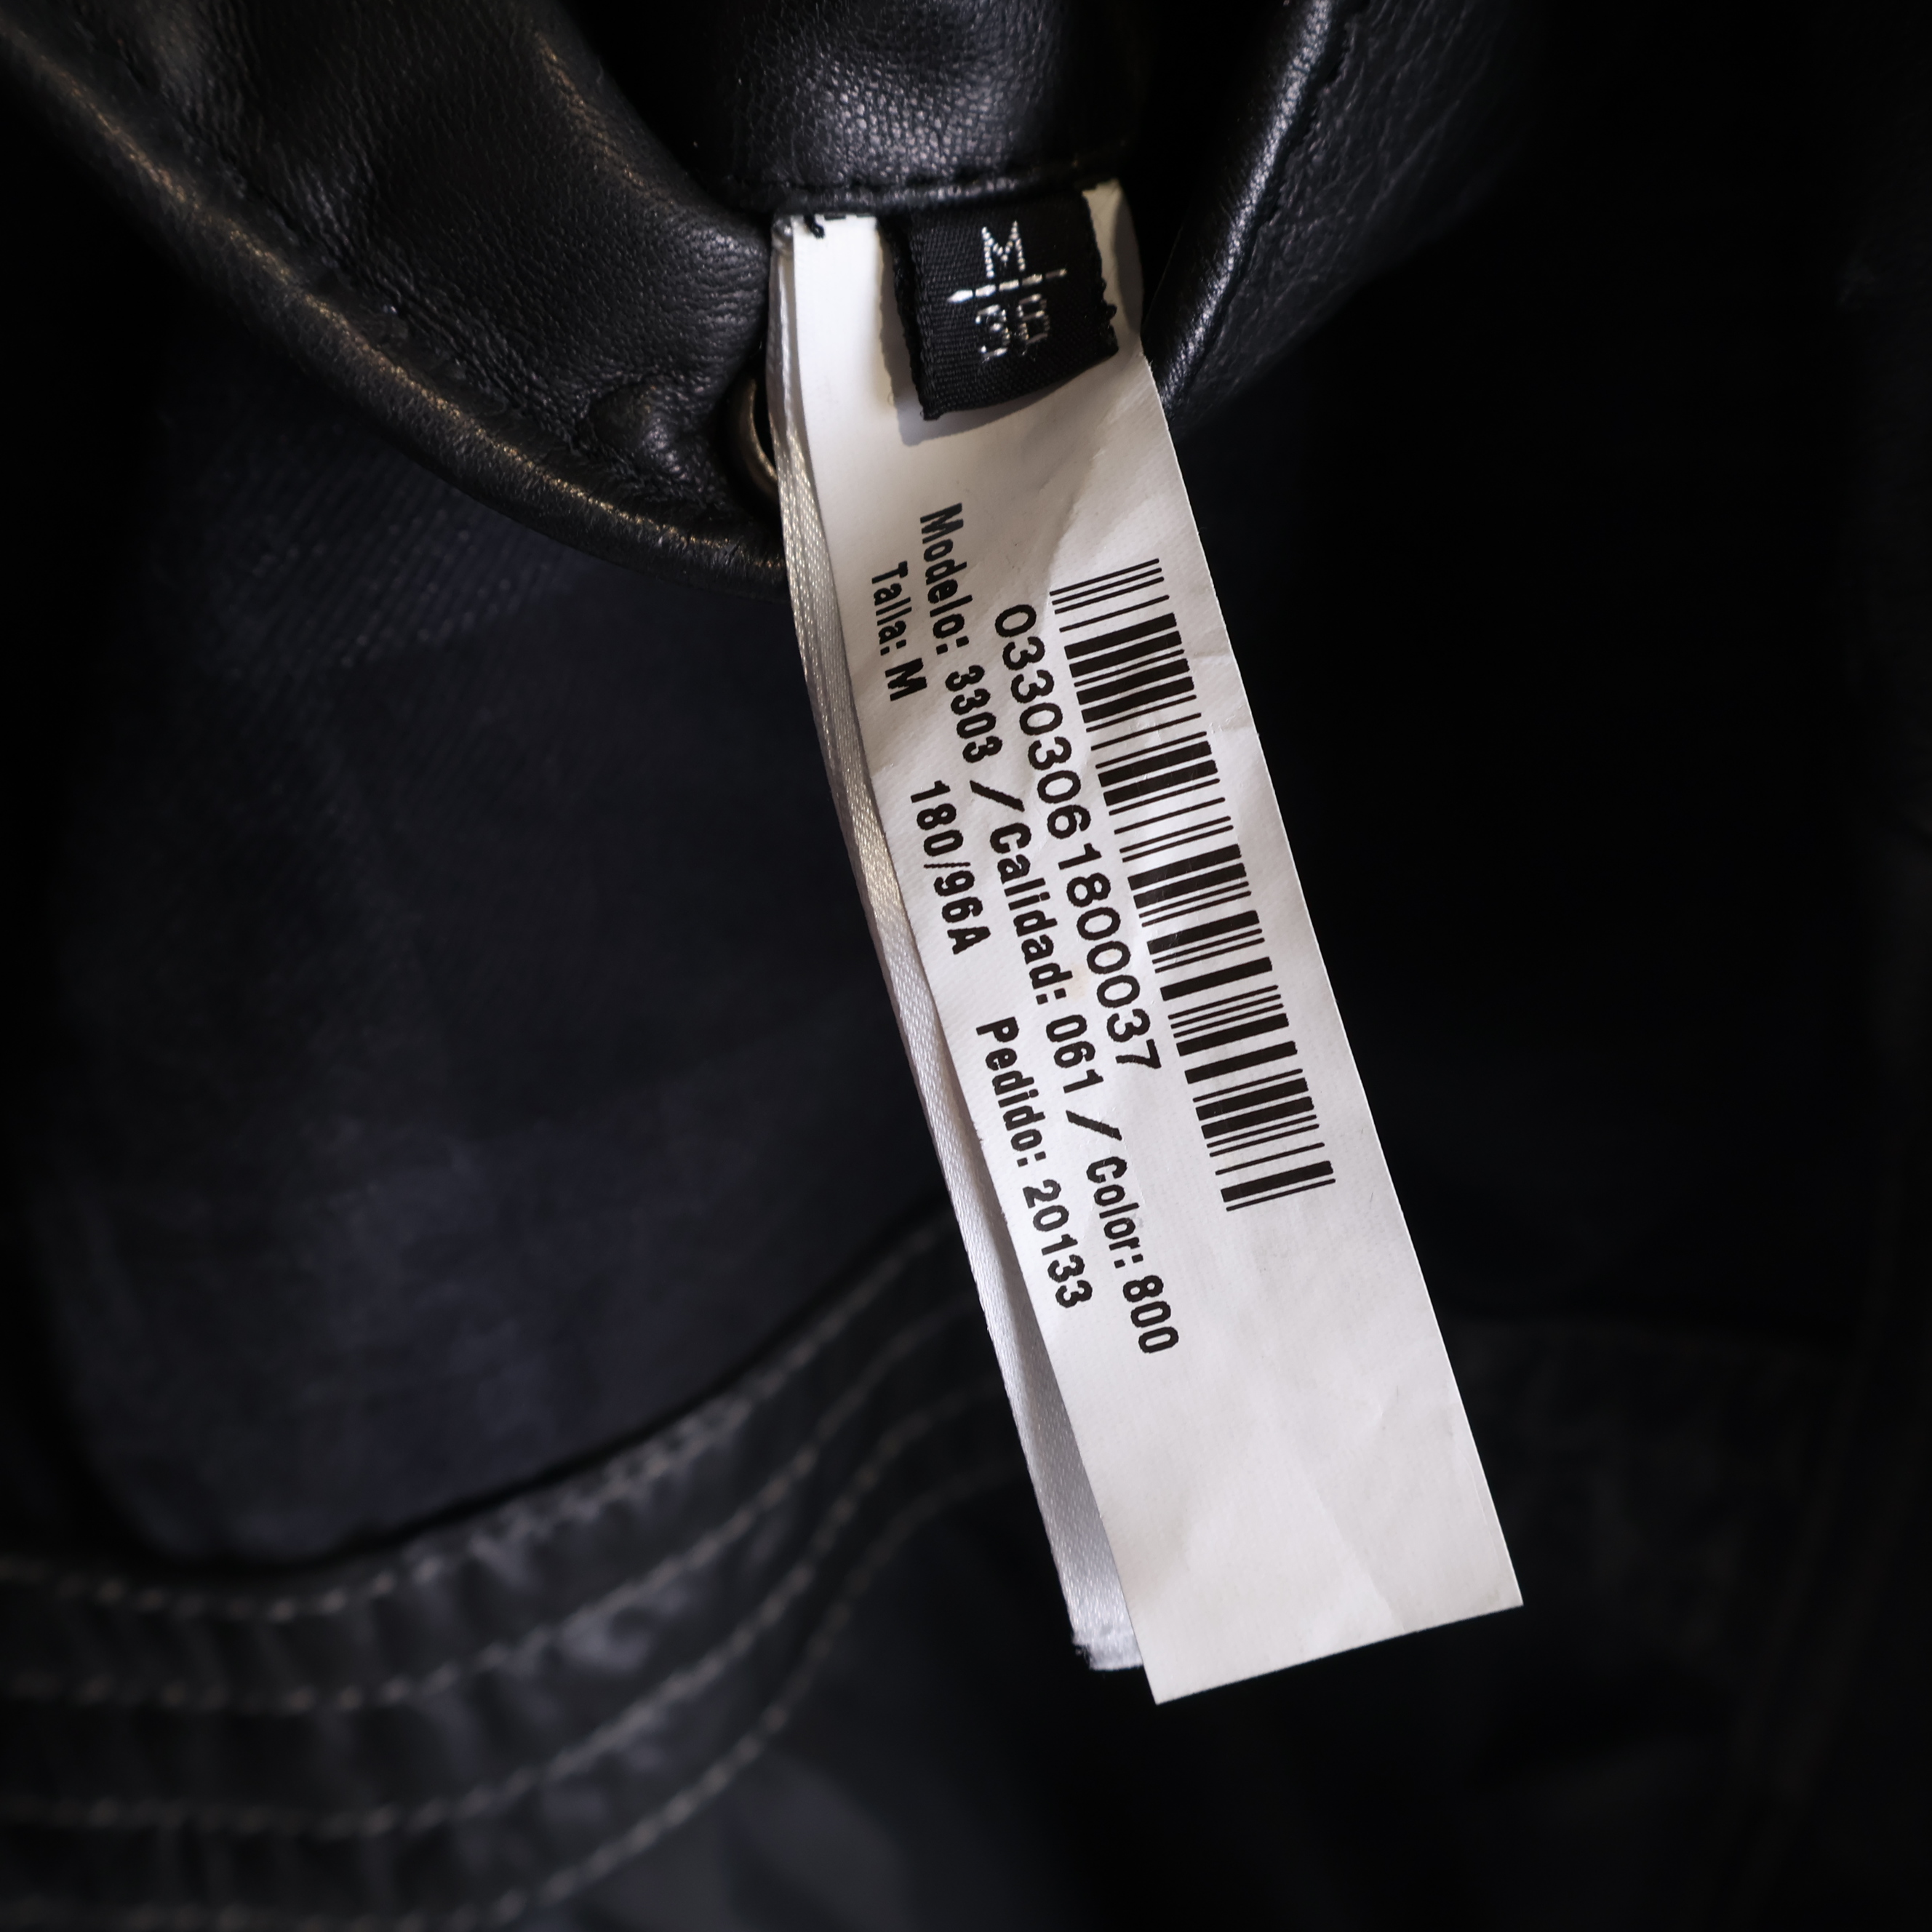 M
38
03303061800037
Modelo: 3303 / Calidad: 061 / Color: 800
Talla: M 180/96A Pedido: 20133